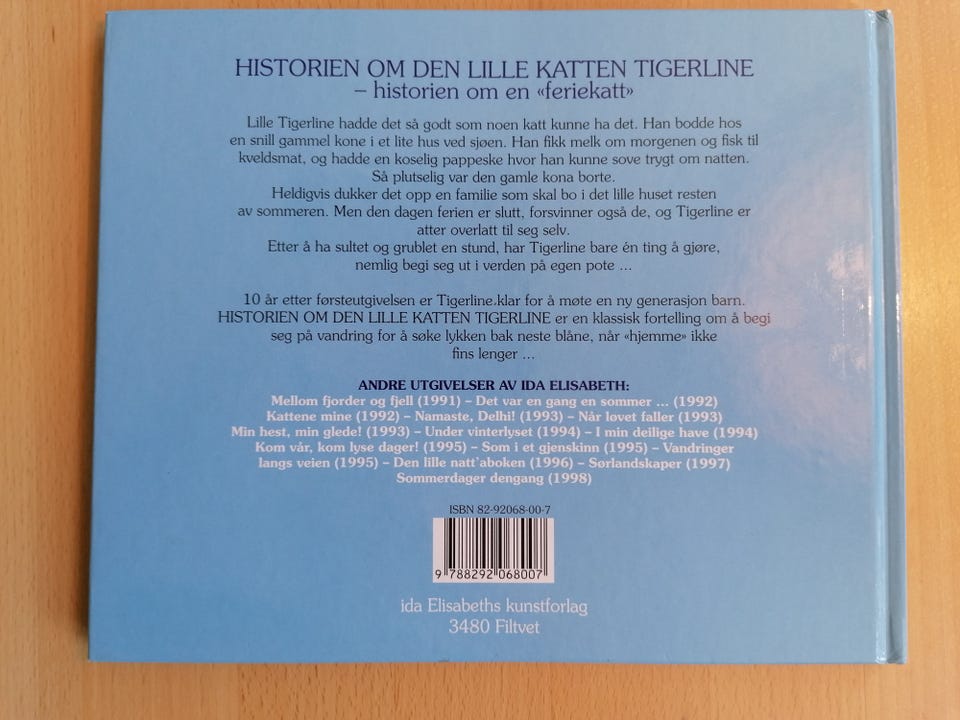 HISTORIEN OM DEN LILLE KATTEN TIGERLINE
– historien om en «feriekatt»
Lille Tigerline hadde det så godt som noen katt kunne ha det. Han bodde hos
en snill gammel kone i et lite hus ved sjøen. Han fikk melk om morgenen og fisk til
kveldsmat, og hadde en koselig pappeske hvor han kunne sove trygt om natten.
Så plutselig var den gamle kona borte.
Heldigvis dukker det opp en familie som skal bo i det lille huset resten
av sommeren. Men den dagen ferien er slutt, forsvinner også de, og Tigerline er
atter overlatt til seg selv.
Etter å ha sultet og grublet en stund, har Tigerline bare én ting å gjøre,
nemlig begi seg ut i verden på egen pote ...
10 år etter førsteutgivelsen er Tigerline klar for å møte en ny generasjon barn.
HISTORIEN OM DEN LILLE KATTEN TIGERLINE er en klassisk fortelling om å begi
seg på vandring for å søke lykken bak neste blåne, når «hjemme» ikke
fins lenger ...
ANDRE UTGIVELSER AV IDA ELISABETH:
Mellom fjorder og fjell (1991) – Det var en gang en sommer ... (1992)
Kattene mine (1992) – Namaste, Delhi! (1993) – Når løvet faller (1993)
Min hest, min glede! (1993) – Under vinterlyset (1994) – I min deilige have (1994)
Kom vår, kom lyse dager! (1995) – Som i et gjenskinn (1995) – Vandringer
langs veien (1995) – Den lille natt'aboken (1996) – Sørlandskaper (1997)
Sommerdager dengang (1998)
ISBN 82-92068-00-7
9 788292 068007
ida Elisabeths kunstforlag
3480 Filtvet